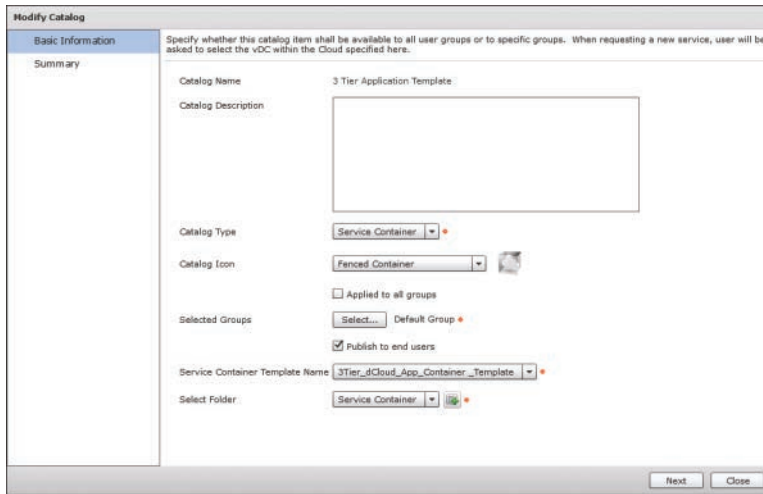 Modify Catalog
Basic Information
Summary
Specify whether this catalog item shall be available to all user groups or to specific groups. When requesting a new service, user will be
asked to select the vDC within the Cloud specified here.
Catalog Name 3 Tier Application Template
Catalog Description
Catalog Type Service Container
Catalog Icon Fenced Container
Applied to all groups
Selected Groups Select... Default Group
Publish to end users
Service Container Template Name 3Tier_dCloud_App_Container _Template
Select Folder Service Container
Next Close